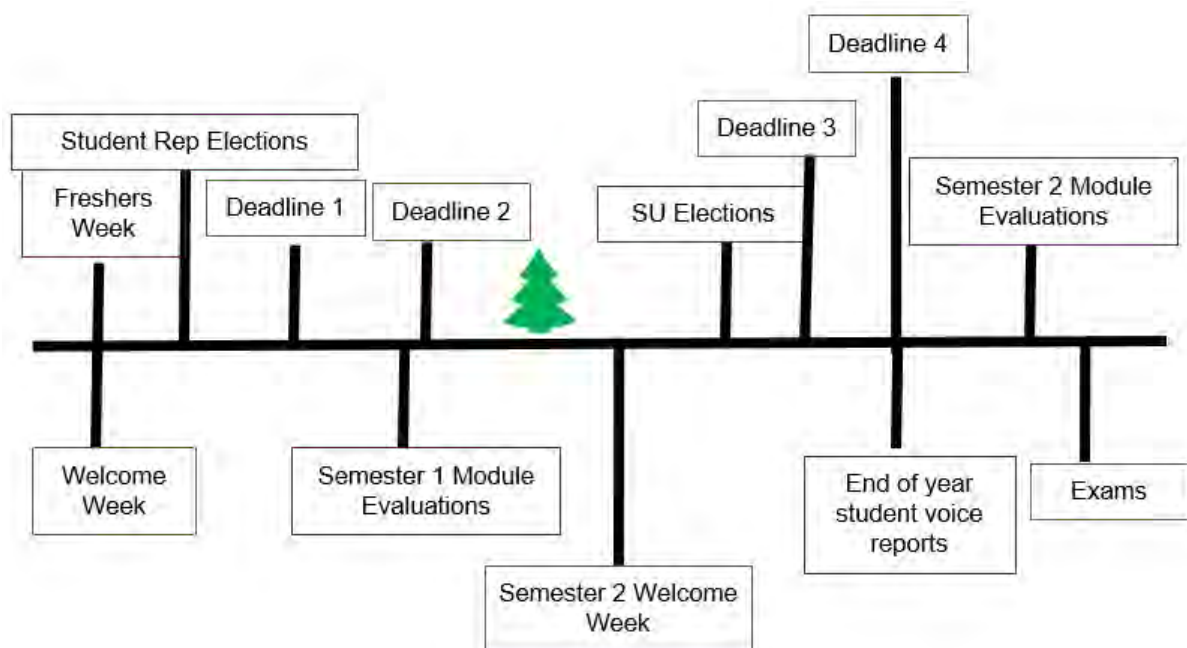 Deadline 4
Student Rep Elections
Deadline 3
Freshers
Week
Deadline 1
Deadline 2
SU Elections
Semester 2 Module
Evaluations
Welcome
Week
Semester 1 Module
Evaluations
End of year
student voice
reports
Exams
Semester 2 Welcome
Week